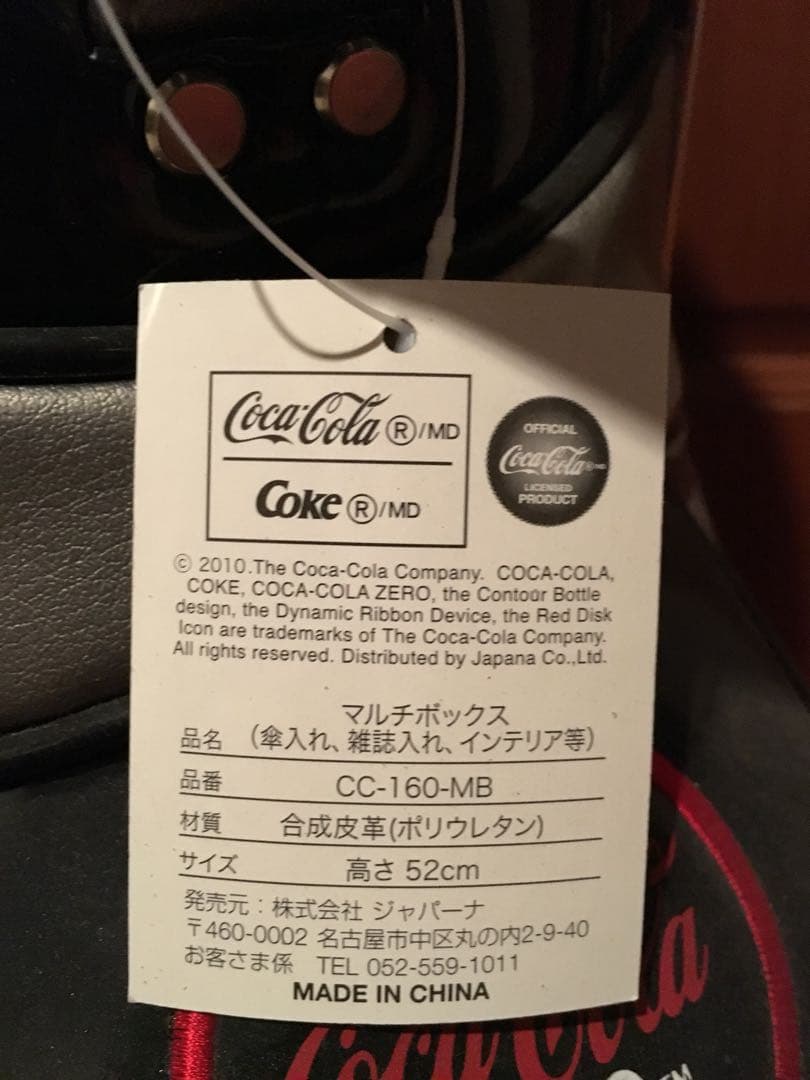 Coca-Cola ®/MD
Coke ®/MD
OFFICIAL
Coca-Cola ®MD
LICENSED
PRODUCT
© 2010.The Coca-Cola Company. COCA-COLA,
COKE, COCA-COLA ZERO, the Contour Bottle
design, the Dynamic Ribbon Device, the Red Disk
Icon are trademarks of The Coca-Cola Company.
All rights reserved. Distributed by Japana Co.,Ltd.
マルチボックス
品名 (傘入れ、雑誌入れ、インテリア等)
品番 CC-160-MB
材質 合成皮革(ポリウレタン)
サイズ 高さ 52cm
発売元：株式会社 ジャパーナ
〒460-0002 名古屋市中区丸の内2-9-40
お客さま係 TEL 052-559-1011
MADE IN CHINA
Coca-Cola
TM